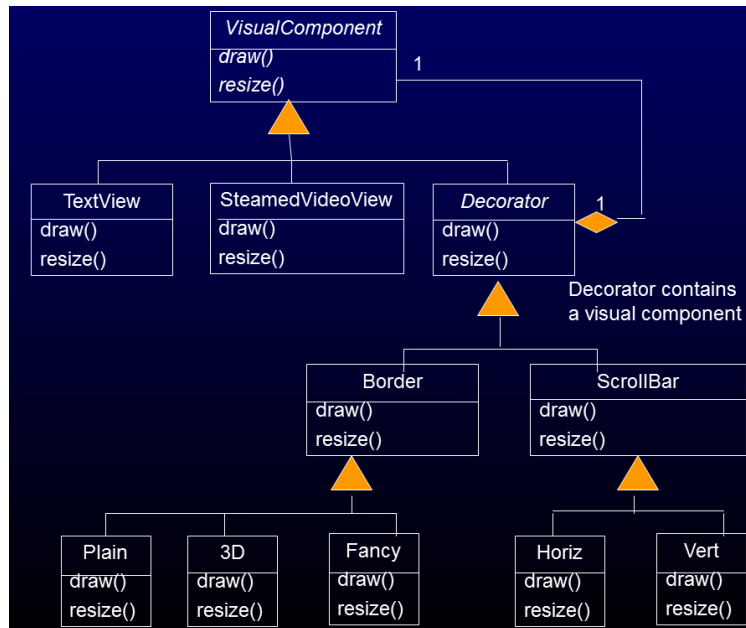 VisualComponent
draw()
resize()
1
TextView
draw()
resize()
SteamedVideoView
draw()
resize()
Decorator
draw()
resize()
1
Decorator contains
a visual component
Border
draw()
resize()
ScrollBar
draw()
resize()
Plain
draw()
resize()
3D
draw()
resize()
Fancy
draw()
resize()
Horiz
draw()
resize()
Vert
draw()
resize()